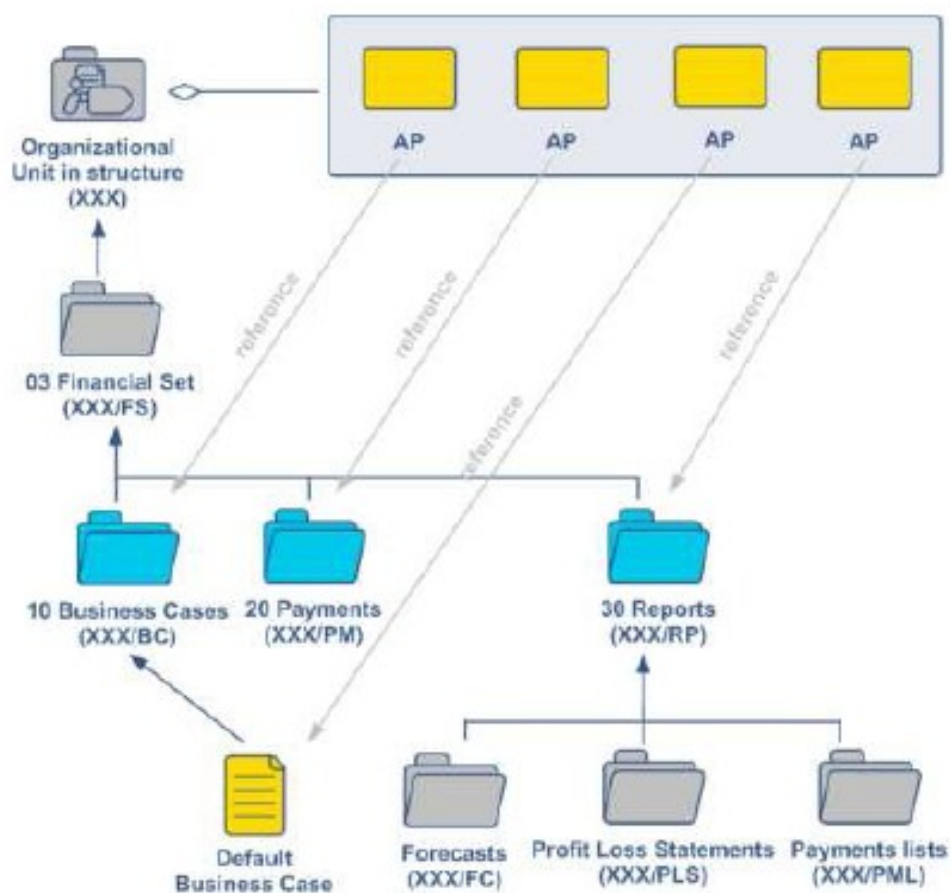 AP AP AP AP
Organizational
Unit in structure
(XXX)
reference
reference
reference
reference
03 Financial Set
(XXX/FS)
10 Business Cases
(XXX/BC)
20 Payments
(XXX/PM)
30 Reports
(XXX/RP)
Default
Business Case
Forecasts
(XXX/FC)
Profit Loss Statements
(XXX/PLS)
Payments lists
(XXX/PML)